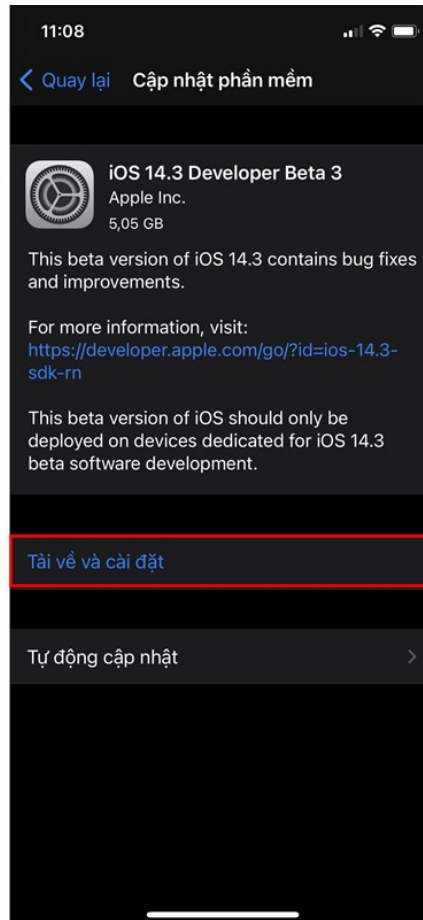 11:08
Quay lại Cập nhật phần mềm
iOS 14.3 Developer Beta 3
Apple Inc.
5,05 GB
This beta version of iOS 14.3 contains bug fixes
and improvements.
For more information, visit:
https://developer.apple.com/go/?id=ios-14.3-
sdk-rn
This beta version of iOS should only be
deployed on devices dedicated for iOS 14.3
beta software development.
Tải về và cài đặt
Tự động cập nhật